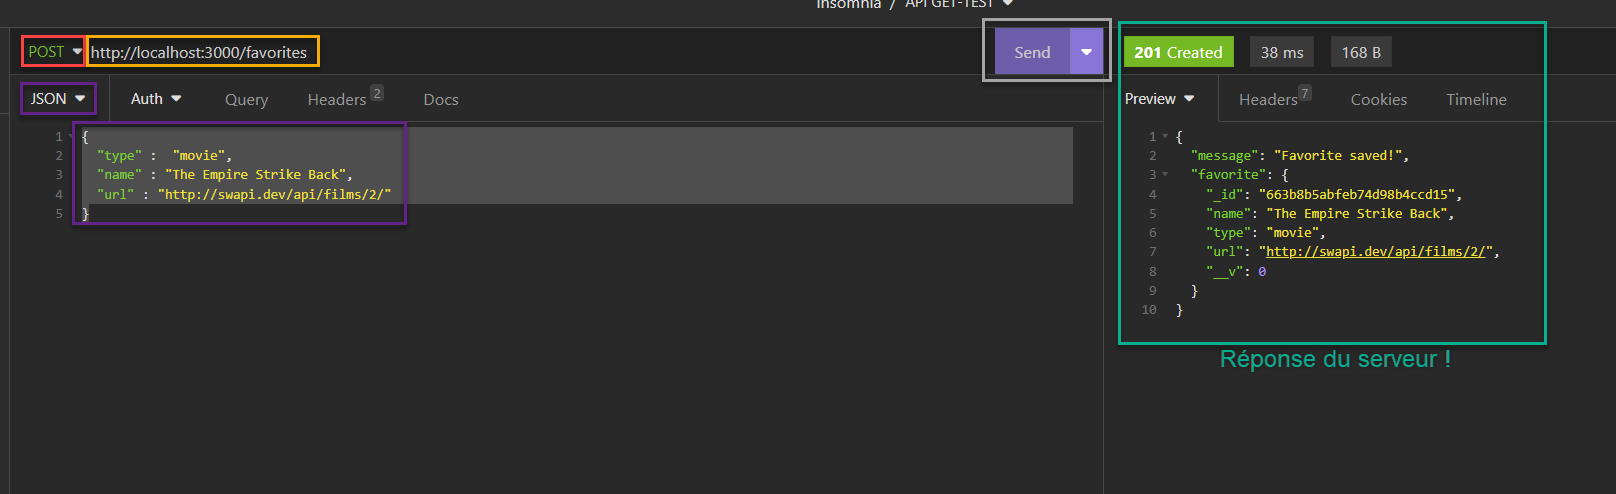 Insomnia / API GET-TEST
POST http://localhost:3000/favorites Send 201 Created 38 ms 168 B
JSON Auth Query Headers 2 Docs Preview Headers 7 Cookies Timeline
1 {
2 "type" : "movie",
3 "name" : "The Empire Strike Back",
4 "url" : "http://swapi.dev/api/films/2/"
5 }
1 {
2 "message": "Favorite saved!",
3 "favorite": {
4 "_id": "663b8b5abfeb74d98b4ccd15",
5 "name": "The Empire Strike Back",
6 "type": "movie",
7 "url": "http://swapi.dev/api/films/2/",
8 "__v": 0
9 }
10 }
Réponse du serveur !